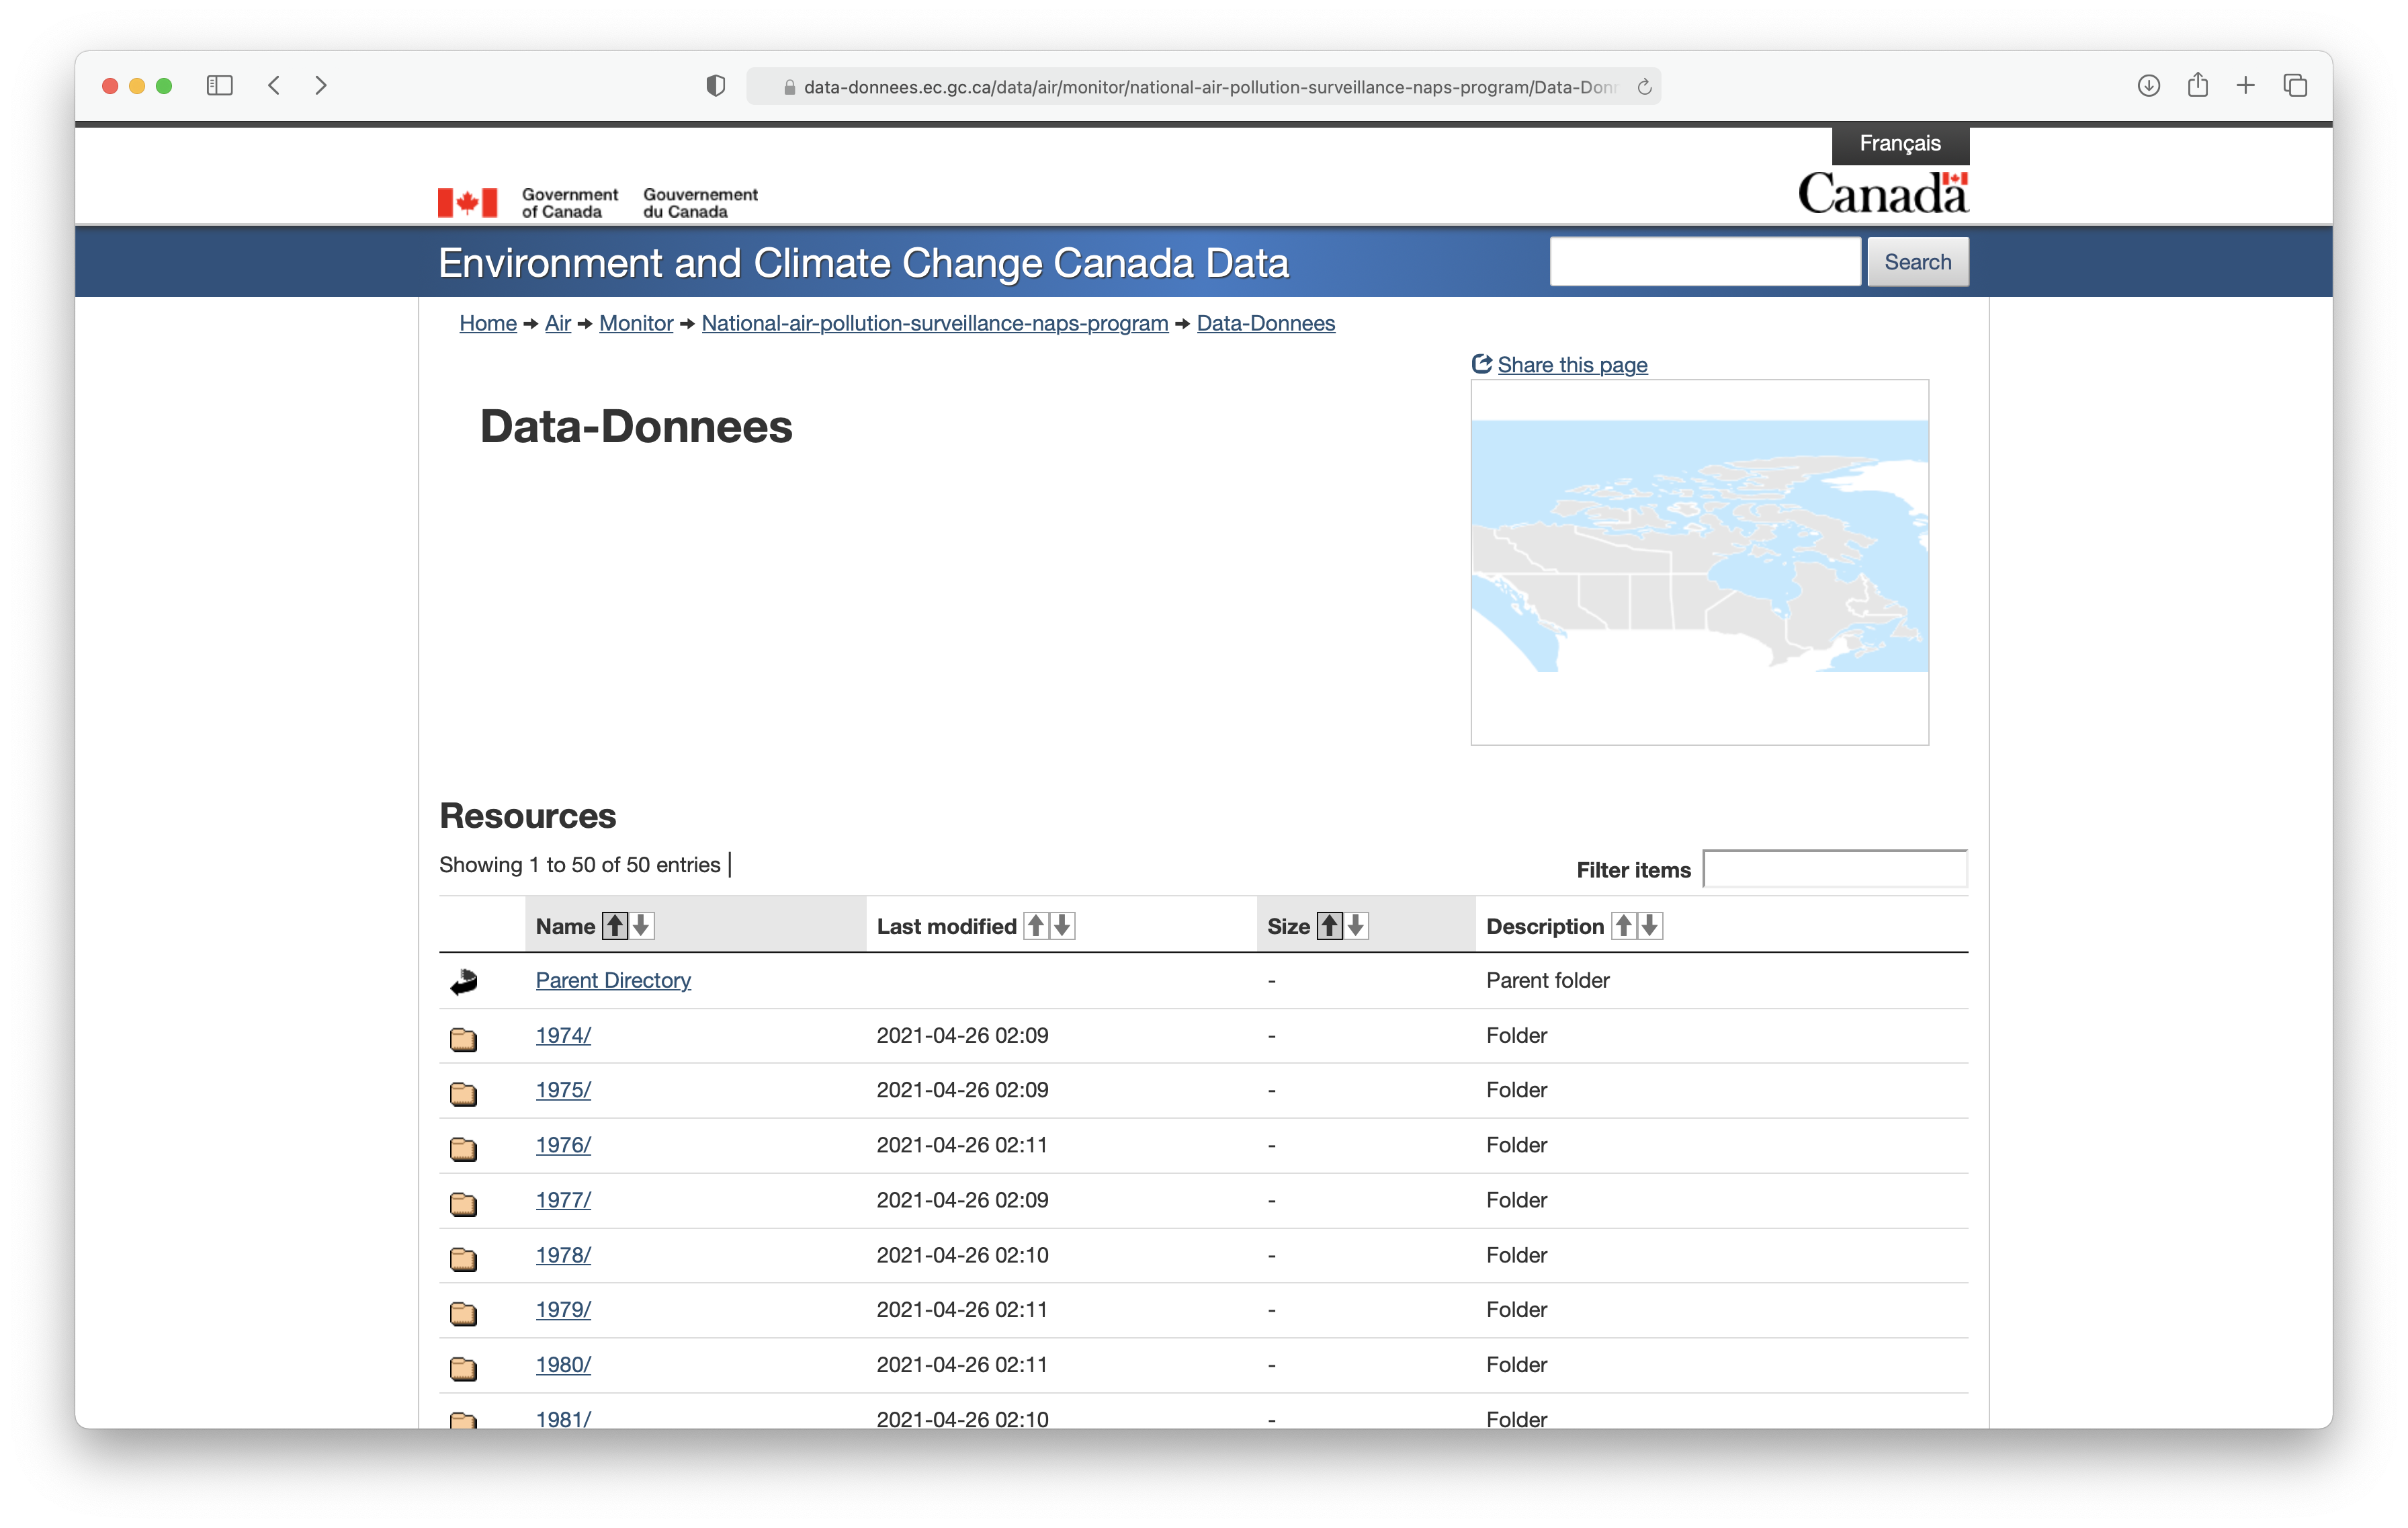 data-donnees.ec.gc.ca/data/air/monitor/national-air-pollution-surveillance-naps-program/Data-Donn
Français
Government of Canada
Gouvernement du Canada
Canada
Environment and Climate Change Canada Data
Search
Home → Air → Monitor → National-air-pollution-surveillance-naps-program → Data-Donnees
Share this page
Data-Donnees
Resources
Showing 1 to 50 of 50 entries |
Filter items
Name Last modified Size Description
Parent Directory - Parent folder
1974/ 2021-04-26 02:09 - Folder
1975/ 2021-04-26 02:09 - Folder
1976/ 2021-04-26 02:11 - Folder
1977/ 2021-04-26 02:09 - Folder
1978/ 2021-04-26 02:10 - Folder
1979/ 2021-04-26 02:11 - Folder
1980/ 2021-04-26 02:11 - Folder
1981/ 2021-04-26 02:10 - Folder